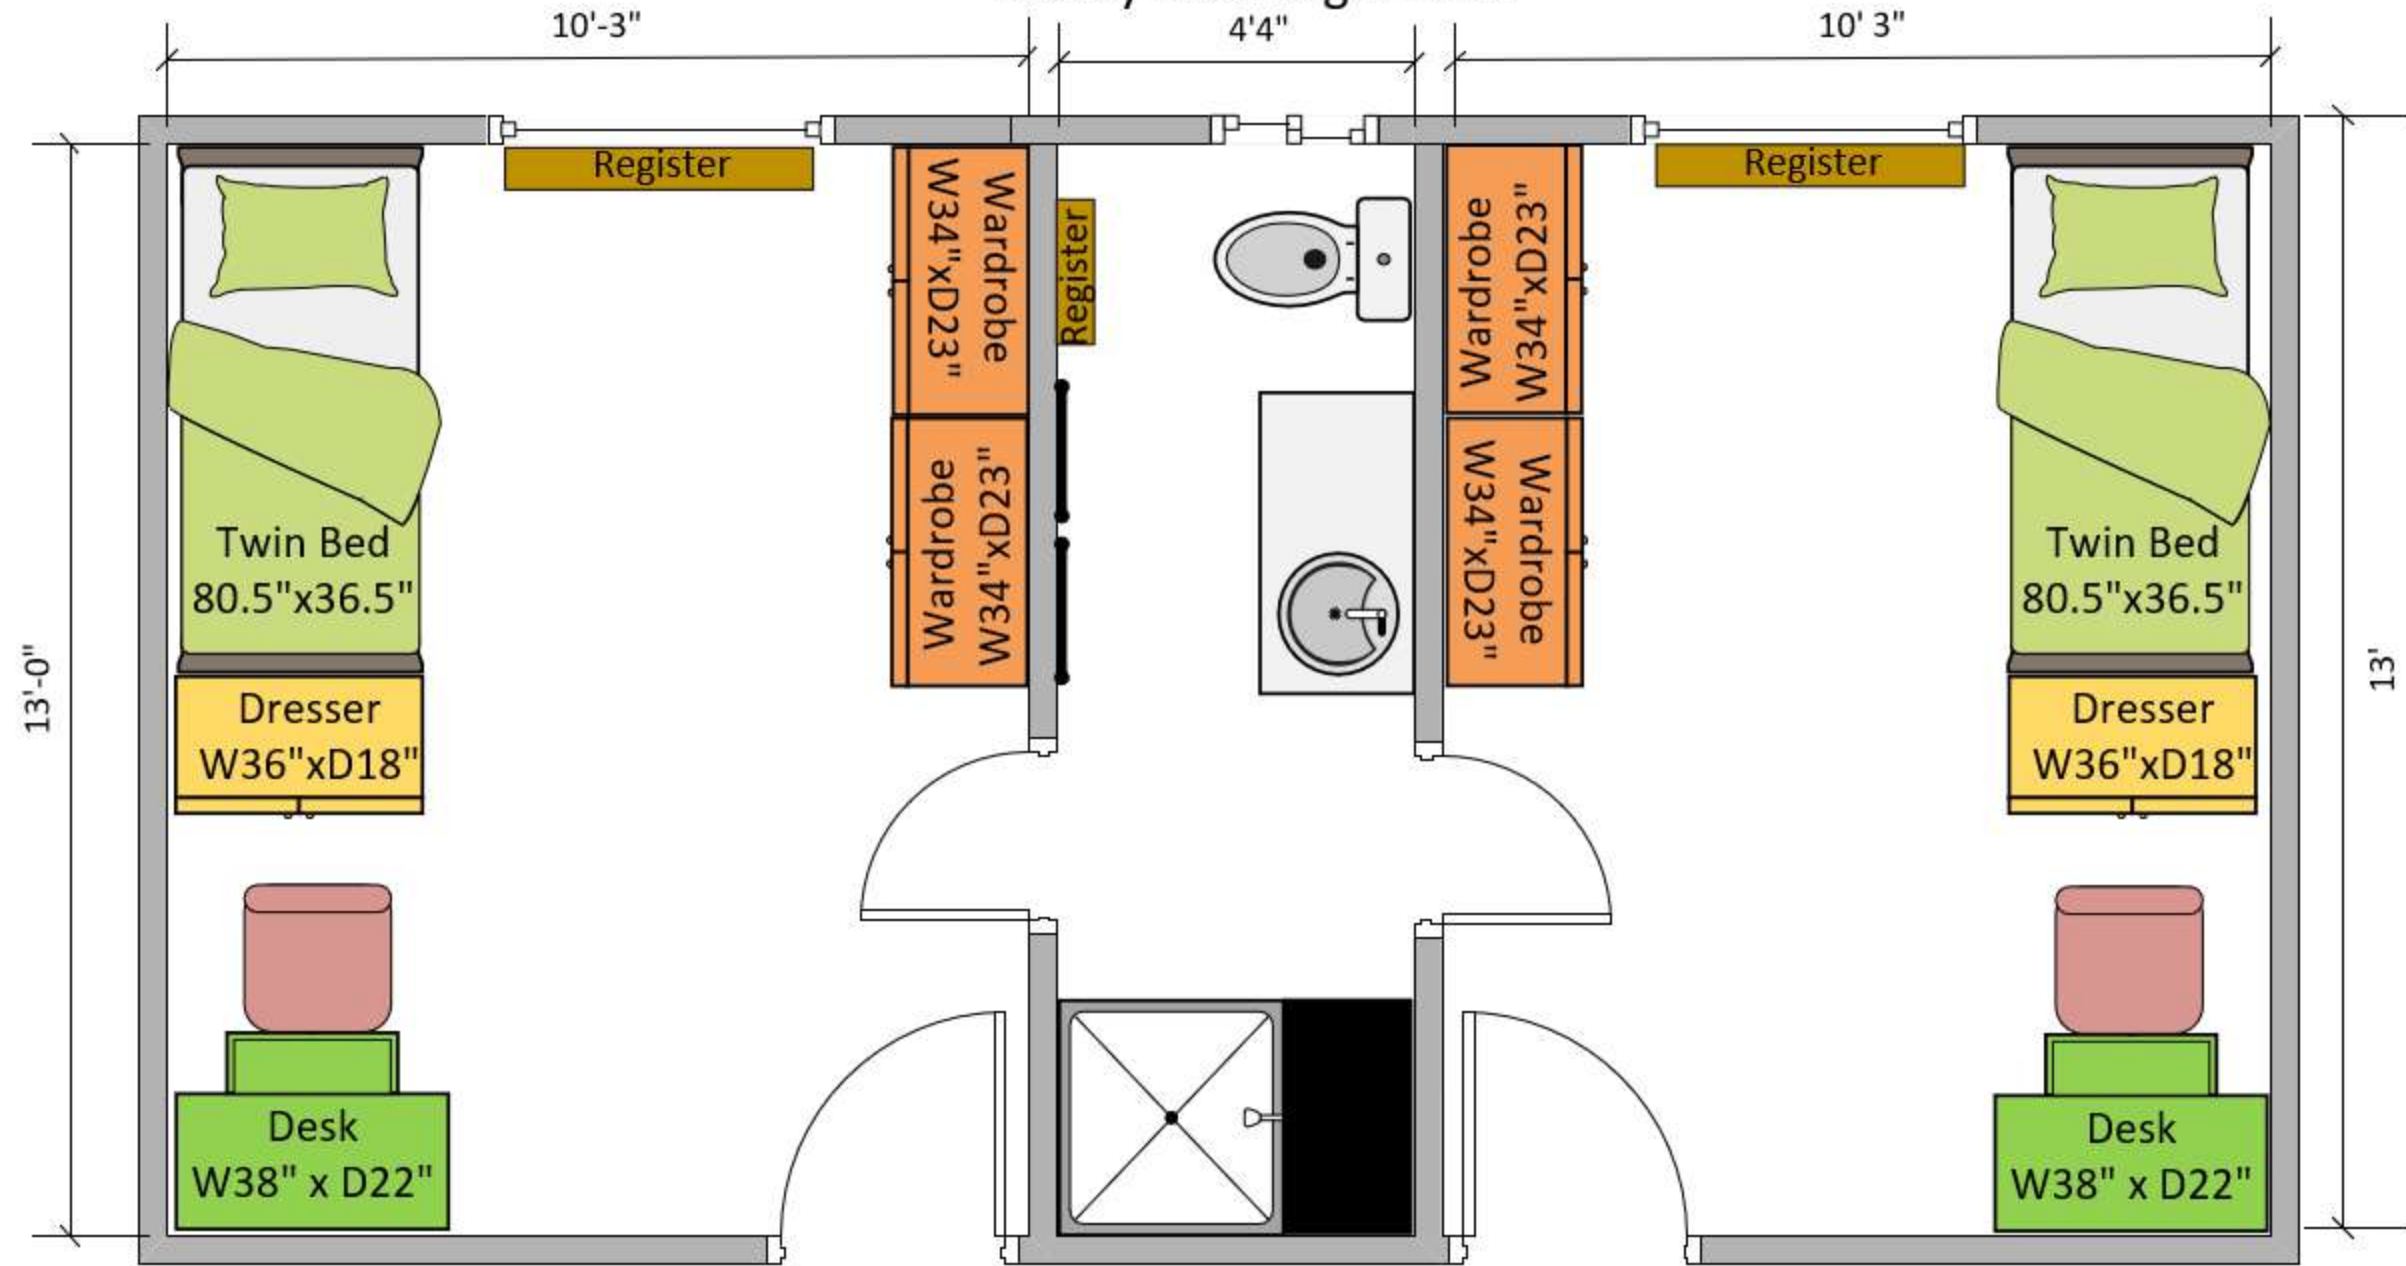 10'-3"
4'4"
10' 3"
Register
Register
Wardrobe
W34"xD23"
Register
Wardrobe
W34"xD23"
Wardrobe
W34"xD23"
Wardrobe
W34"xD23"
Twin Bed
80.5"x36.5"
Twin Bed
80.5"x36.5"
13'-0"
13'
Dresser
W36"xD18"
Dresser
W36"xD18"
Desk
W38" x D22"
Desk
W38" x D22"